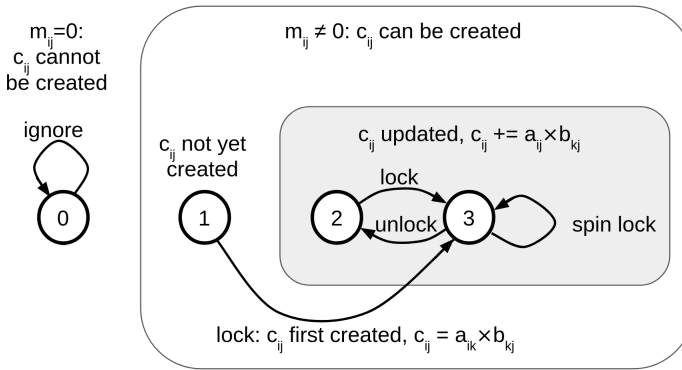 m_ij=0:
c_ij cannot
be created
m_ij ≠ 0: c_ij can be created
ignore
c_ij not yet
created
c_ij updated, c_ij += a_ij×b_kj
lock
0
1
2
unlock
3
spin lock
lock: c_ij first created, c_ij = a_ik×b_kj